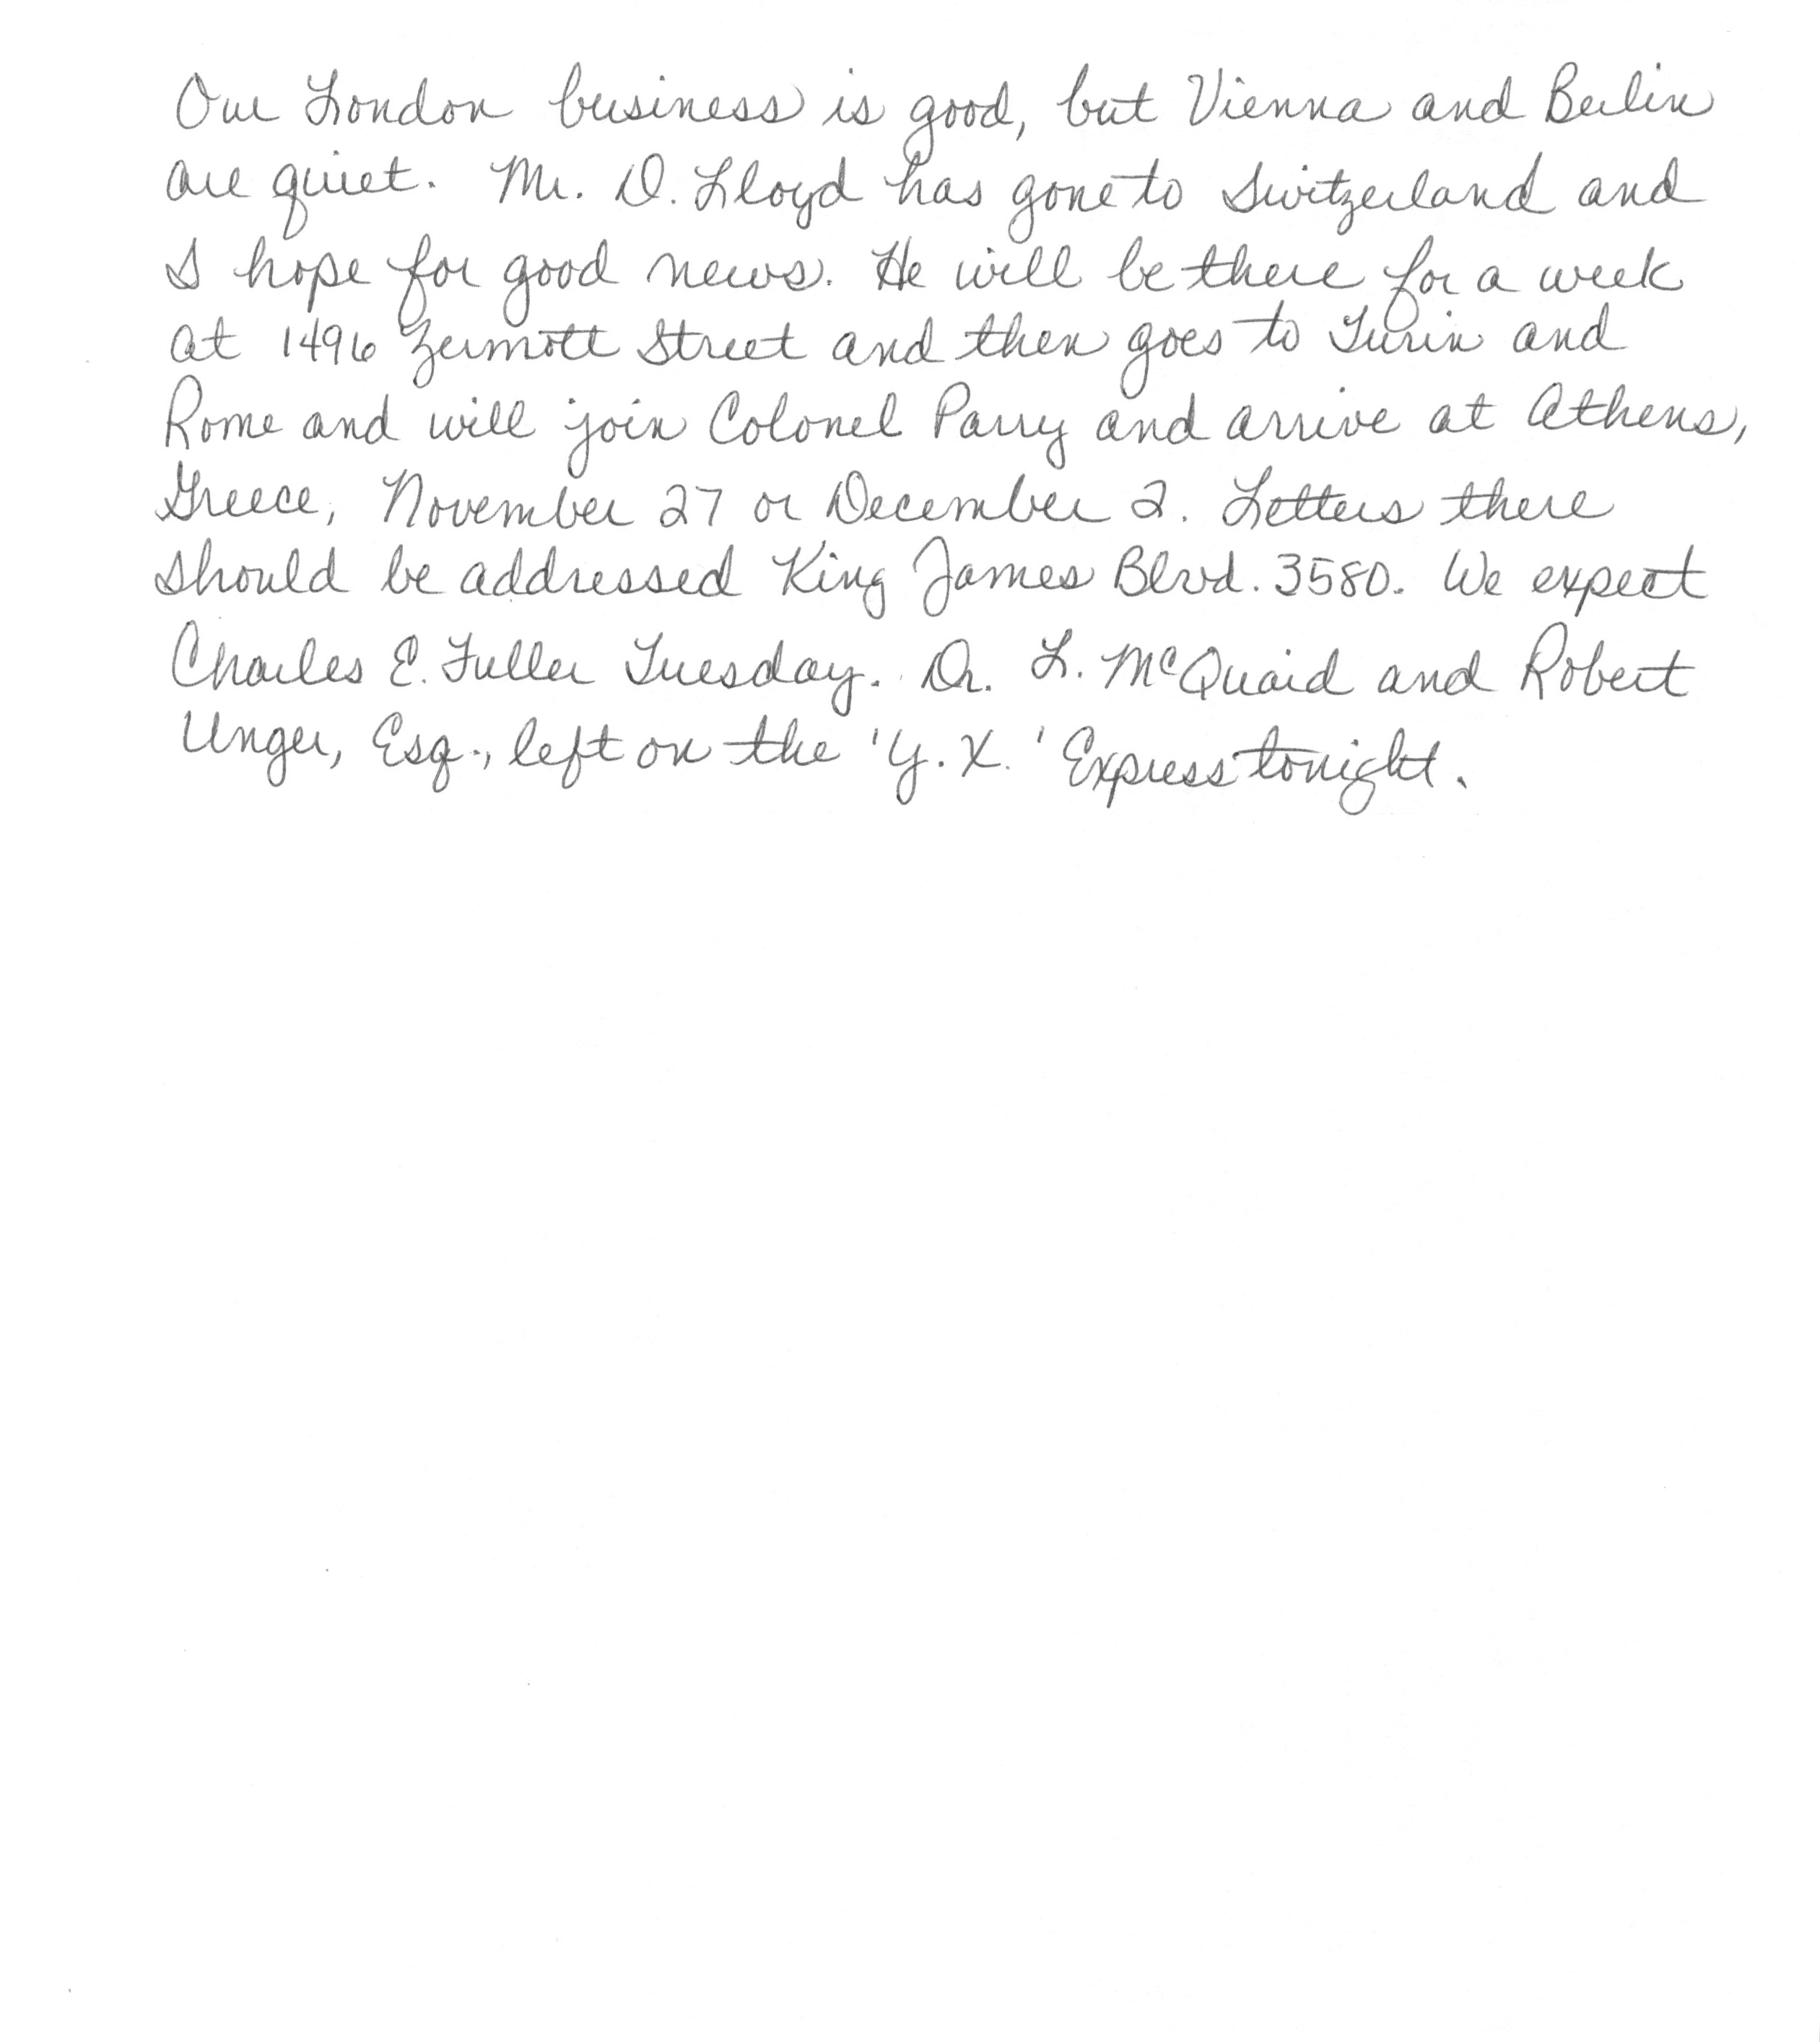 Our London business is good, but Vienna and Berlin
are quiet. Mr. D. Lloyd has gone to Switzerland and
I hope for good news. He will be there for a week
at 1496 Zermott Street and then goes to Turin and
Rome and will join Colonel Parry and arrive at Athens,
Greece, November 27 or December 2. Letters there
should be addressed King James Blvd. 3580. We expect
Charles E. Fuller Tuesday. Dr. L. McQuaid and Robert
Unger, Esq., left on the 'Y. X.' Express tonight.